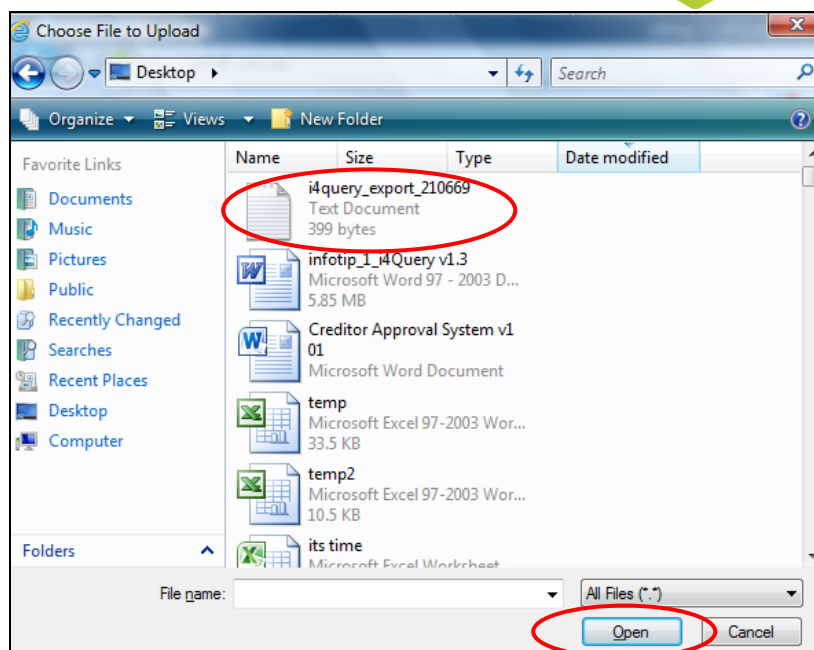 Choose File to Upload
Desktop
Search
Organize Views New Folder
Favorite Links
Documents
Music
Pictures
Public
Recently Changed
Searches
Recent Places
Desktop
Computer
Folders
Name Size Type Date modified
i4query_export_210669
Text Document
399 bytes
infotip_1_i4Query v1.3
Microsoft Word 97 - 2003 D...
5.85 MB
Creditor Approval System v1
01
Microsoft Word Document
temp
Microsoft Excel 97-2003 Wor...
33.5 KB
temp2
Microsoft Excel 97-2003 Wor...
10.5 KB
its time
Microsoft Excel Worksheet
File name: All Files (*.*)
Open Cancel